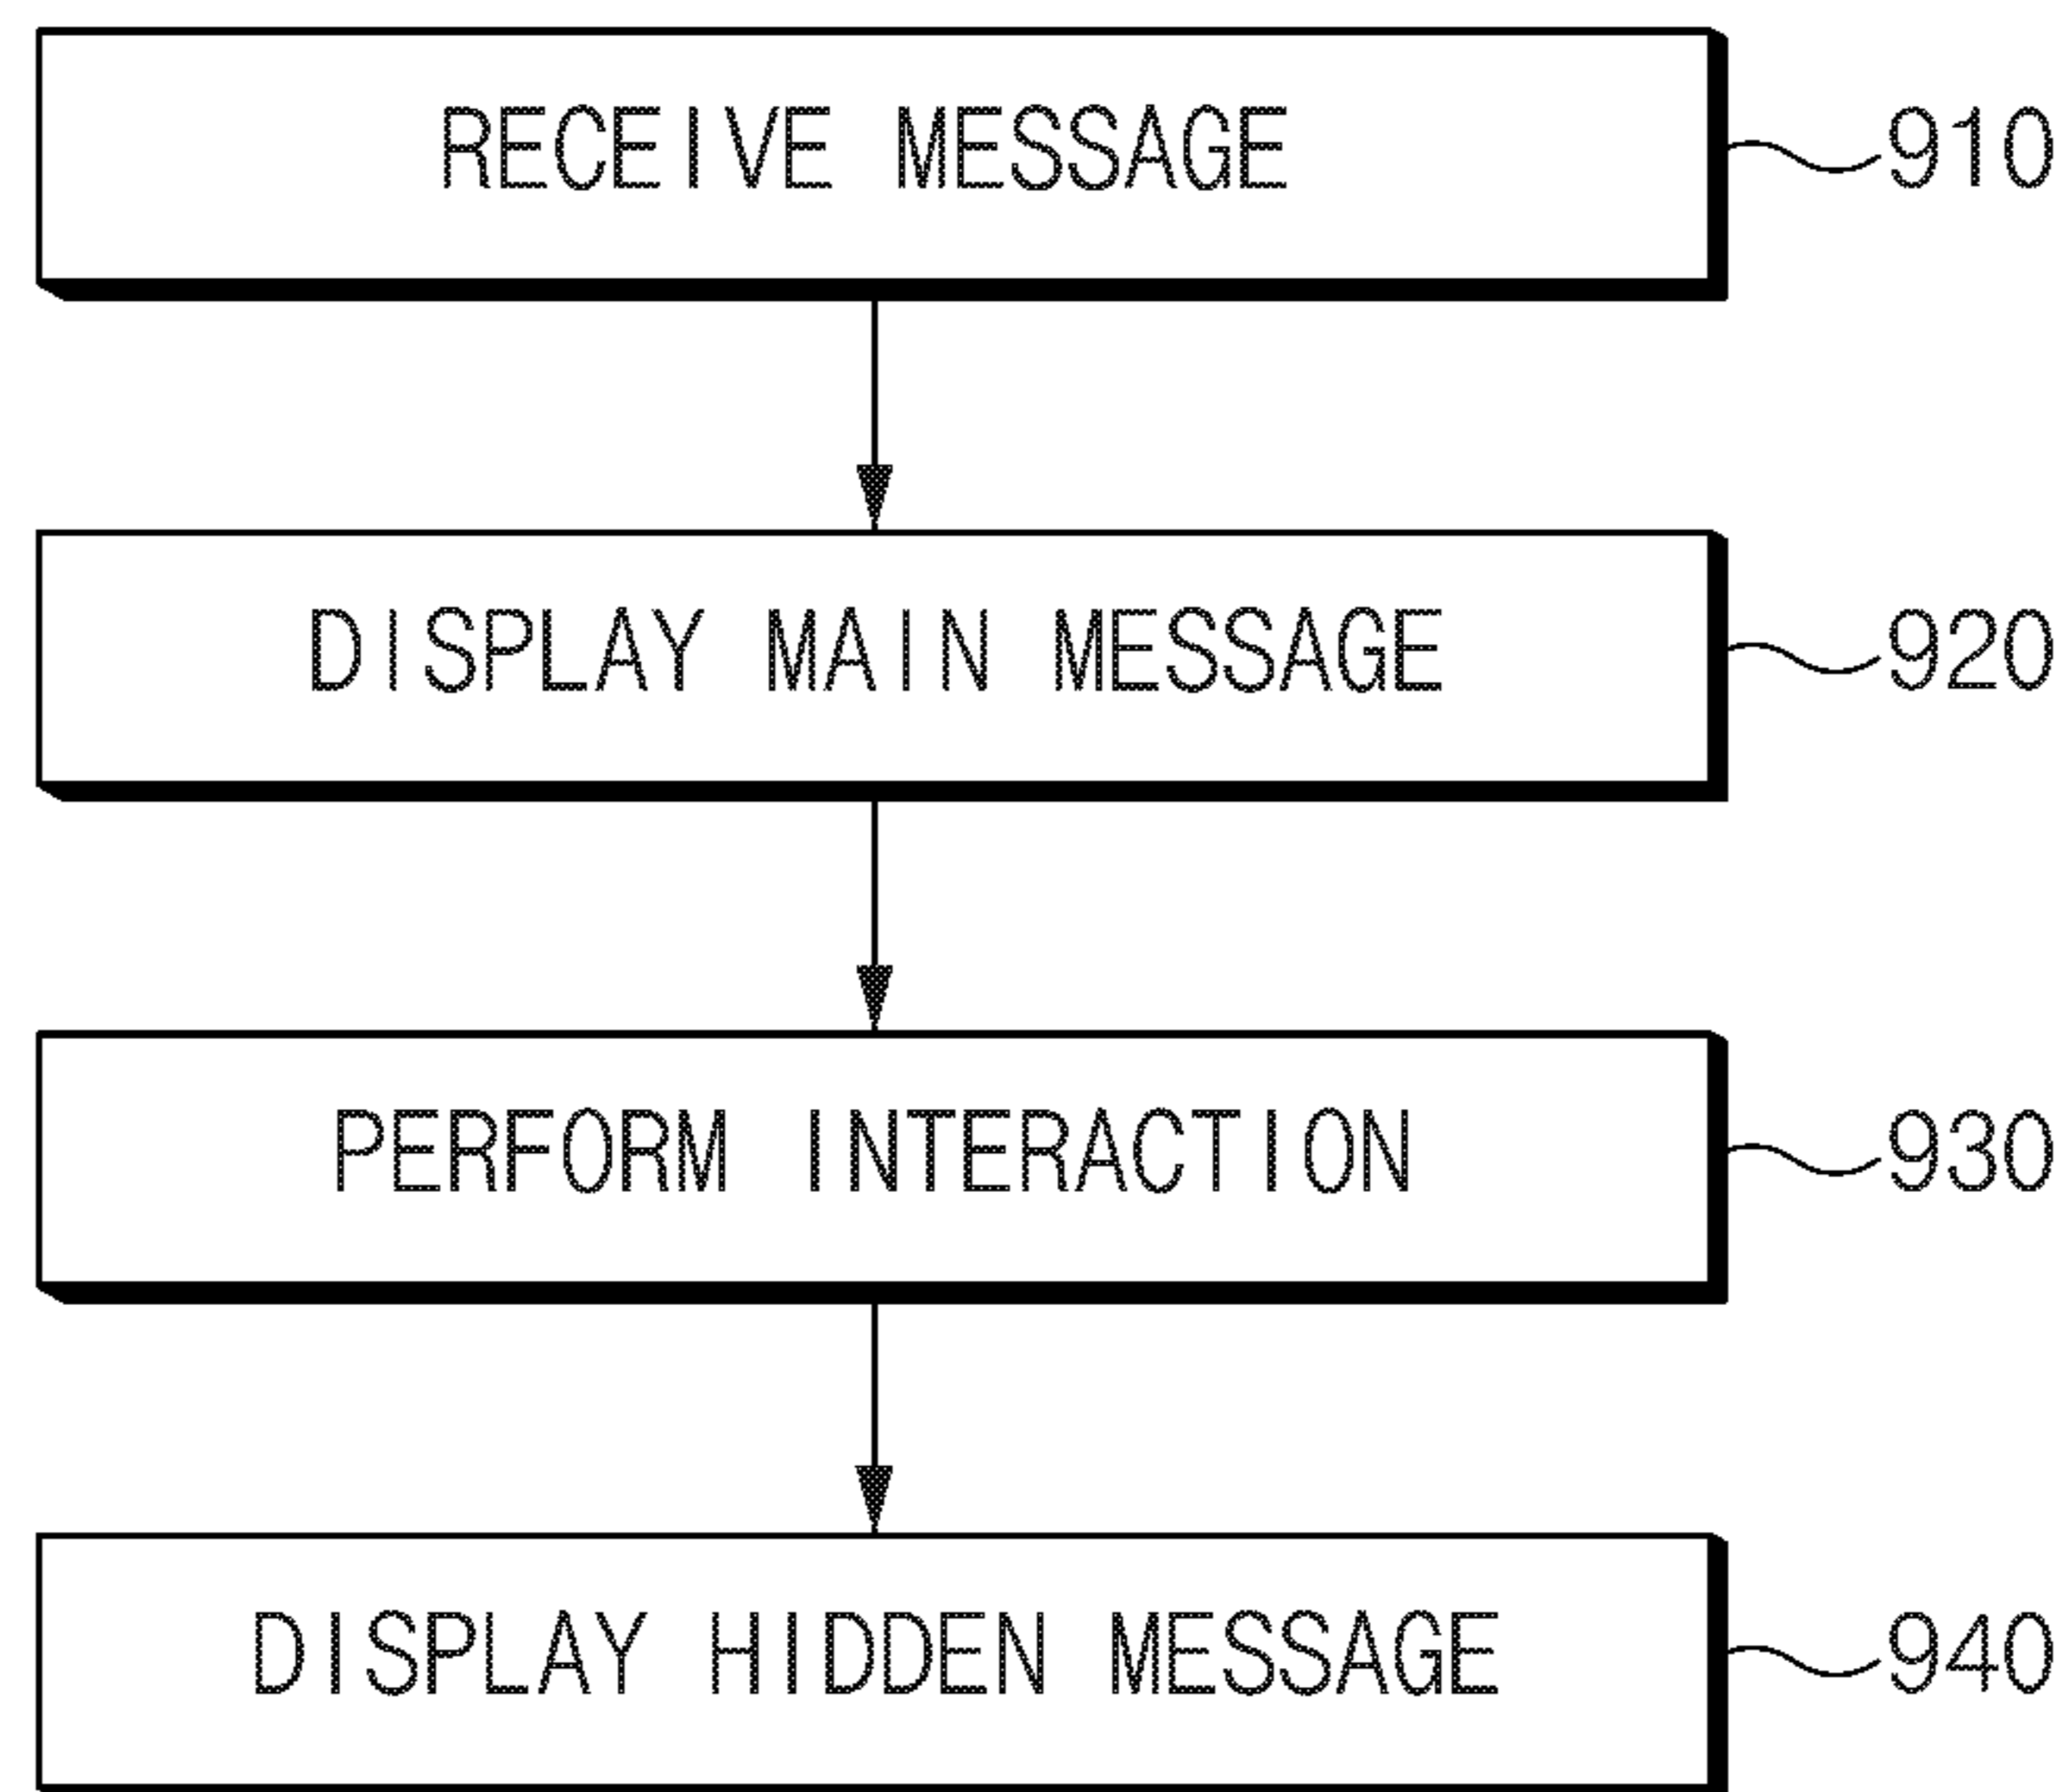 RECEIVE MESSAGE 910
DISPLAY MAIN MESSAGE 920
PERFORM INTERACTION 930
DISPLAY HIDDEN MESSAGE 940